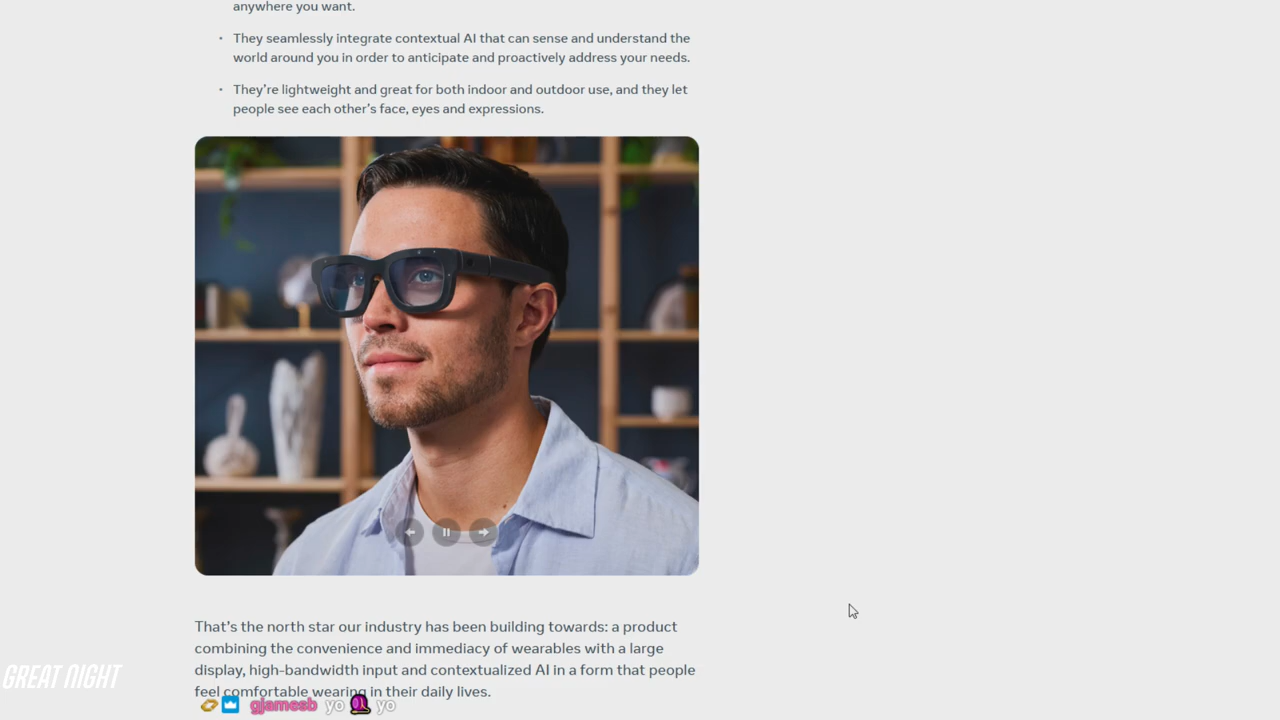 anywhere you want.
• They seamlessly integrate contextual AI that can sense and understand the
world around you in order to anticipate and proactively address your needs.
• They’re lightweight and great for both indoor and outdoor use, and they let
people see each other’s face, eyes and expressions.
That’s the north star our industry has been building towards: a product
combining the convenience and immediacy of wearables with a large
display, high-bandwidth input and contextualized AI in a form that people
feel comfortable wearing in their daily lives.
GREAT NIGHT
gjamesb yo yo